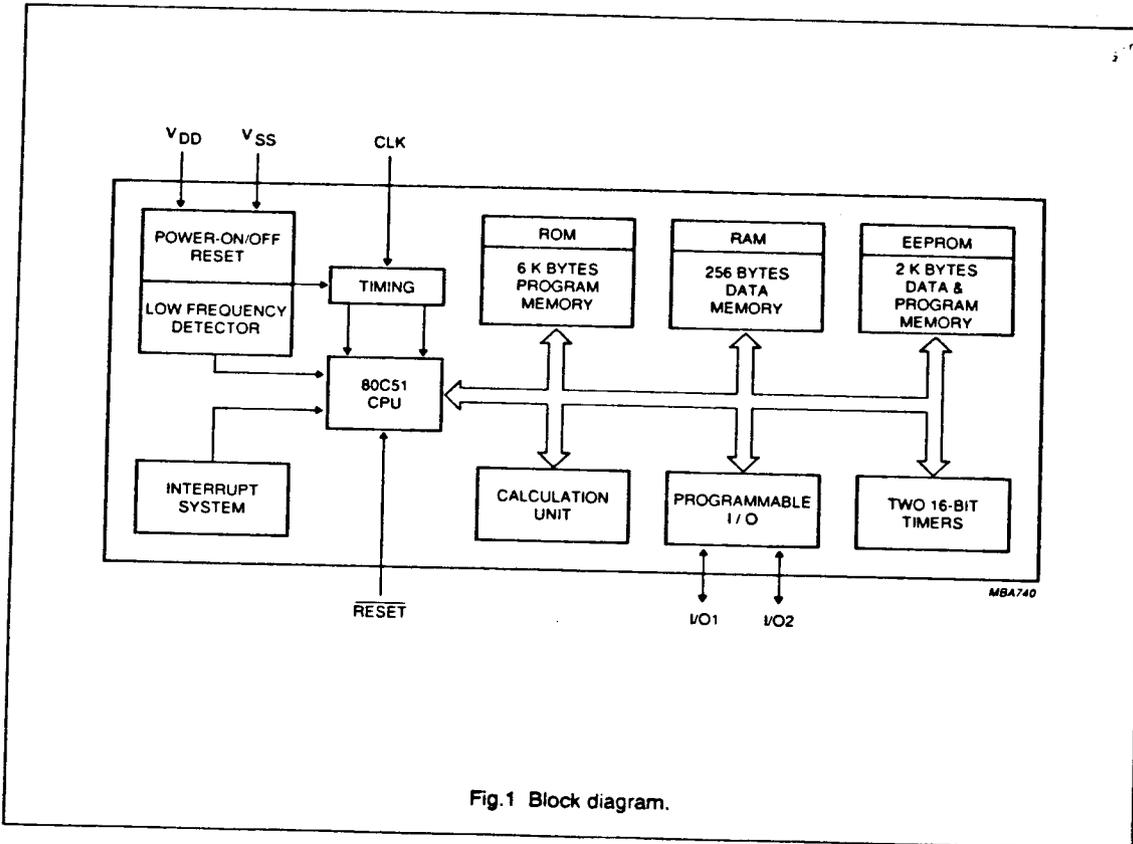 VDD
VSS
CLK
POWER-ON/OFF
RESET
LOW FREQUENCY
DETECTOR
TIMING
ROM
6 K BYTES
PROGRAM
MEMORY
RAM
256 BYTES
DATA
MEMORY
EEPROM
2 K BYTES
DATA &
PROGRAM
MEMORY
80C51
CPU
INTERRUPT
SYSTEM
CALCULATION
UNIT
PROGRAMMABLE
I / O
TWO 16-BIT
TIMERS
MBA740
RESET
I/O1
I/O2
Fig.1 Block diagram.